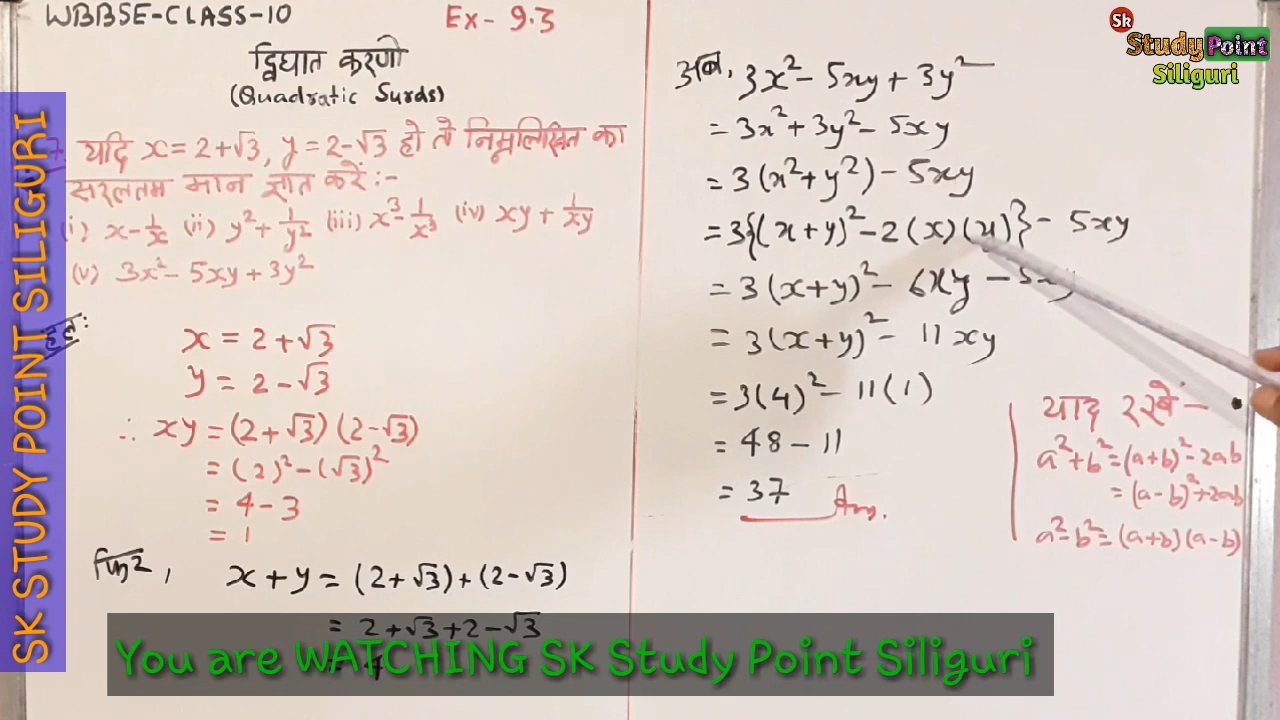 WBBSE-CLASS-10
Ex- 9.3
द्विघात करणी
(Quadratic Surds)
7. यदि x = 2+√3, y = 2-√3 हो तो निम्नलिखित का
सरलतम मान ज्ञात करें :-
(i) x - 1/x (ii) y² + 1/y² (iii) x³ - 1/x³ (iv) xy + 1/xy
(v) 3x² - 5xy + 3y²
हल:
x = 2 + √3
y = 2 - √3
∴ xy = (2+√3) (2-√3)
= (2)² - (√3)²
= 4 - 3
= 1
फिर, x + y = (2+√3) + (2-√3)
= 2 + √3 + 2 - √3
= 4
अब, 3x² - 5xy + 3y²
= 3x² + 3y² - 5xy
= 3(x² + y²) - 5xy
= 3{(x+y)² - 2(x)(y)} - 5xy
= 3(x+y)² - 6xy - 5xy
= 3(x+y)² - 11xy
= 3(4)² - 11(1)
= 48 - 11
= 37 Ans.
याद रखें -
a² + b² = (a+b)² - 2ab
= (a-b)² + 2ab
a² - b² = (a+b) (a-b)
Sk
Study Point
Siliguri
SK STUDY POINT SILIGURI
You are WATCHING SK Study Point Siliguri